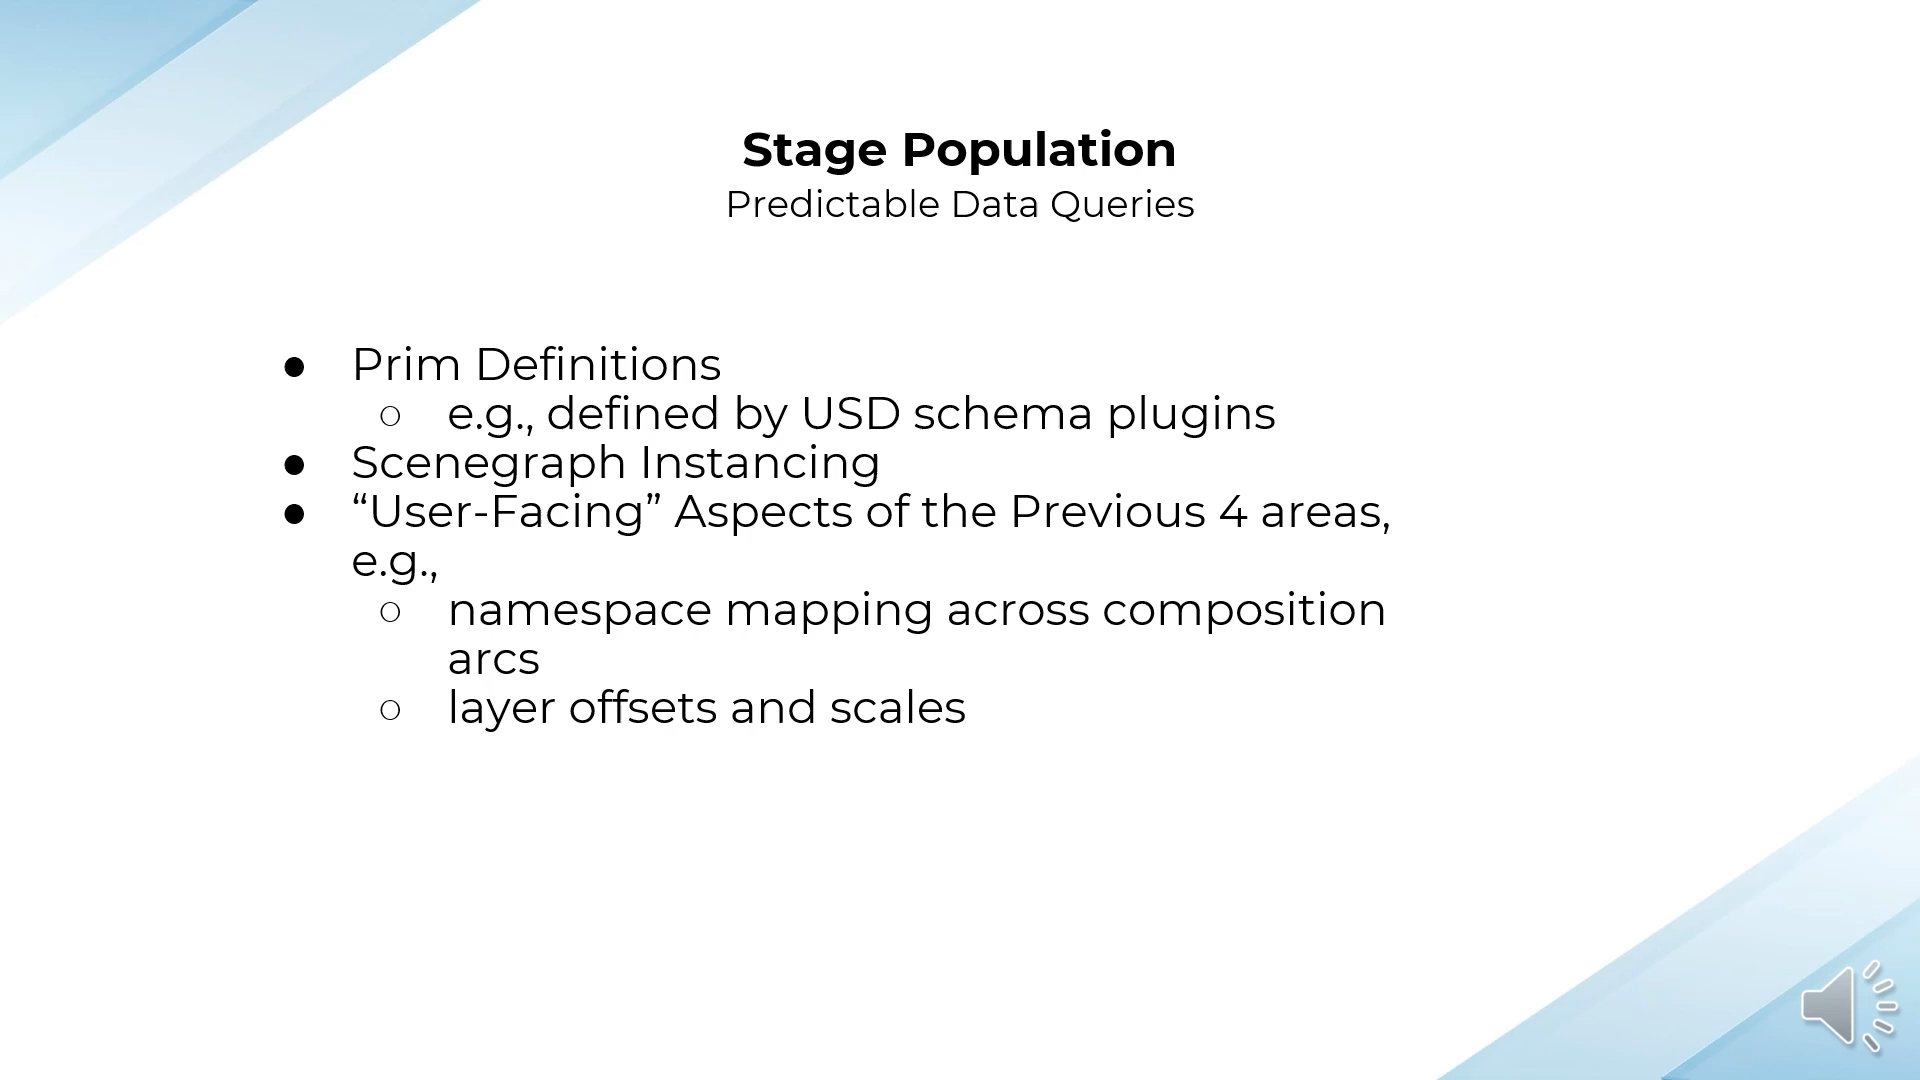 Stage Population
Predictable Data Queries
● Prim Definitions
○ e.g., defined by USD schema plugins
● Scenegraph Instancing
● “User-Facing” Aspects of the Previous 4 areas,
e.g.,
○ namespace mapping across composition
arcs
○ layer offsets and scales